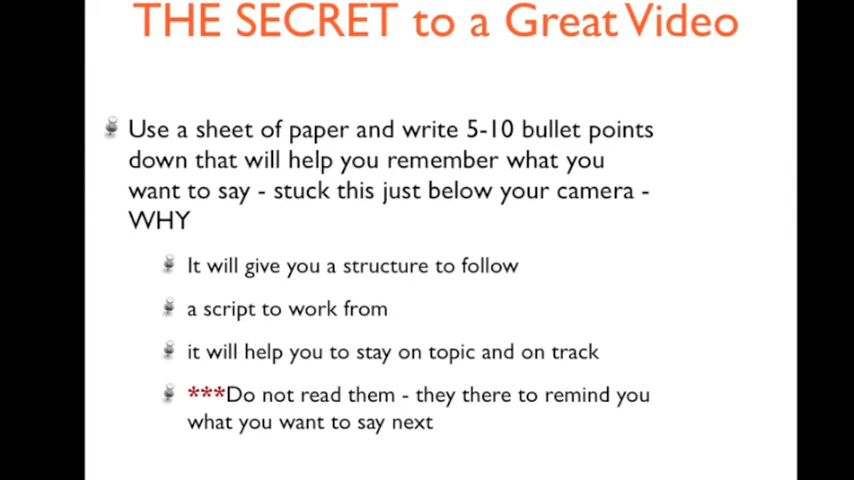 THE SECRET to a Great Video
Use a sheet of paper and write 5-10 bullet points
down that will help you remember what you
want to say - stuck this just below your camera -
WHY
It will give you a structure to follow
a script to work from
it will help you to stay on topic and on track
***Do not read them - they there to remind you
what you want to say next